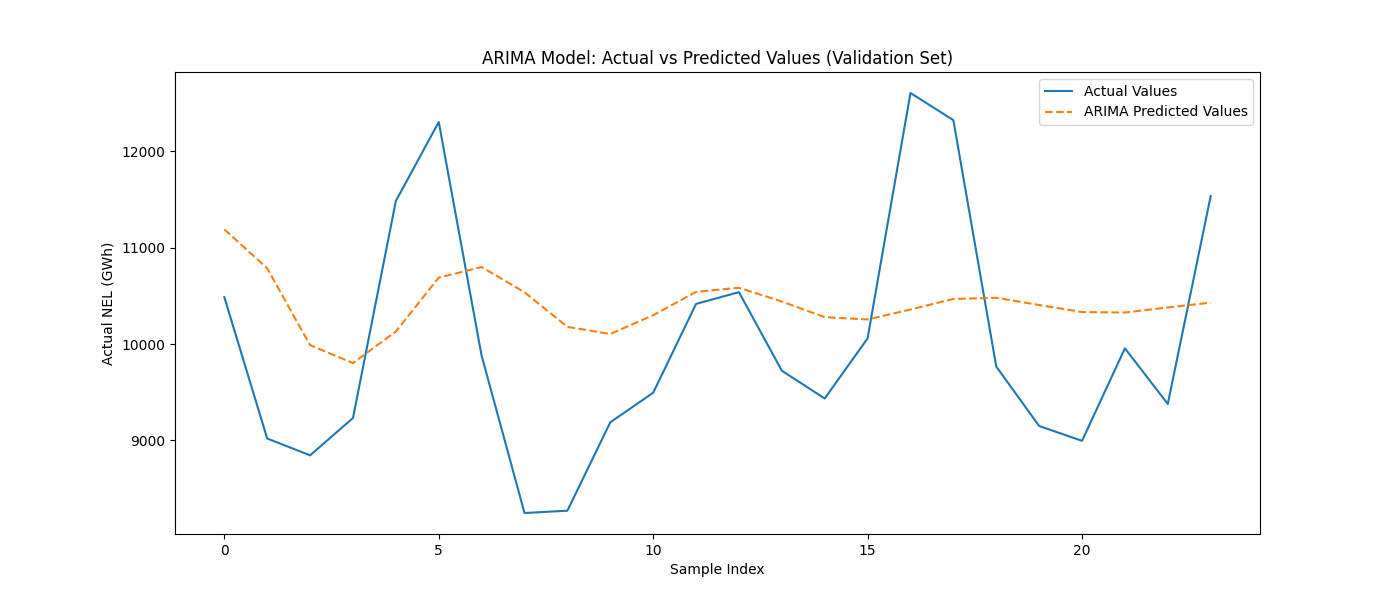 ARIMA Model: Actual vs Predicted Values (Validation Set)
Actual Values
ARIMA Predicted Values
Actual NEL (GWh)
12000
11000
10000
9000
0
5
10
15
20
Sample Index